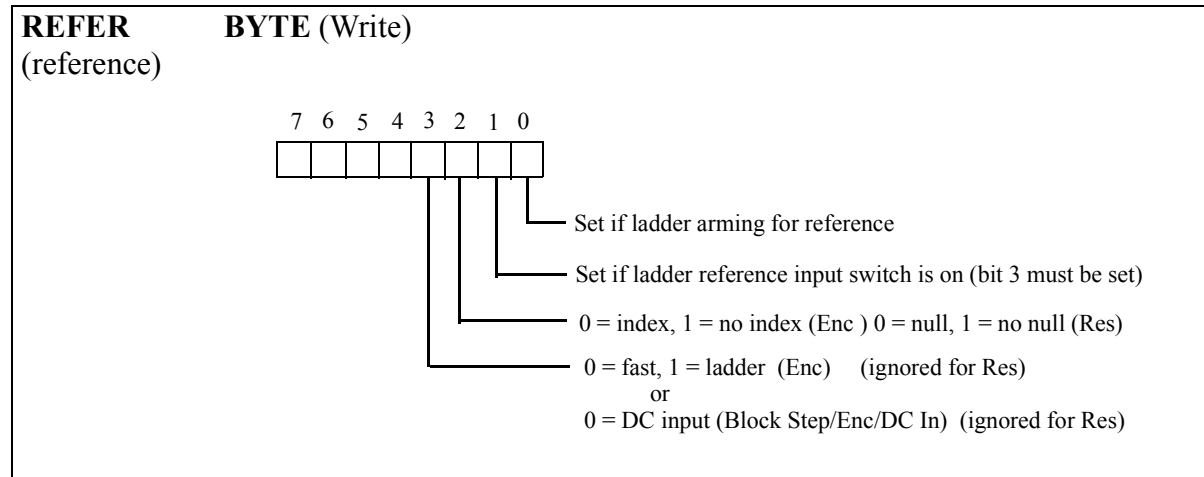 REFER BYTE (Write)
(reference)
7 6 5 4 3 2 1 0
Set if ladder arming for reference
Set if ladder reference input switch is on (bit 3 must be set)
0 = index, 1 = no index (Enc ) 0 = null, 1 = no null (Res)
0 = fast, 1 = ladder (Enc) (ignored for Res)
or
0 = DC input (Block Step/Enc/DC In) (ignored for Res)